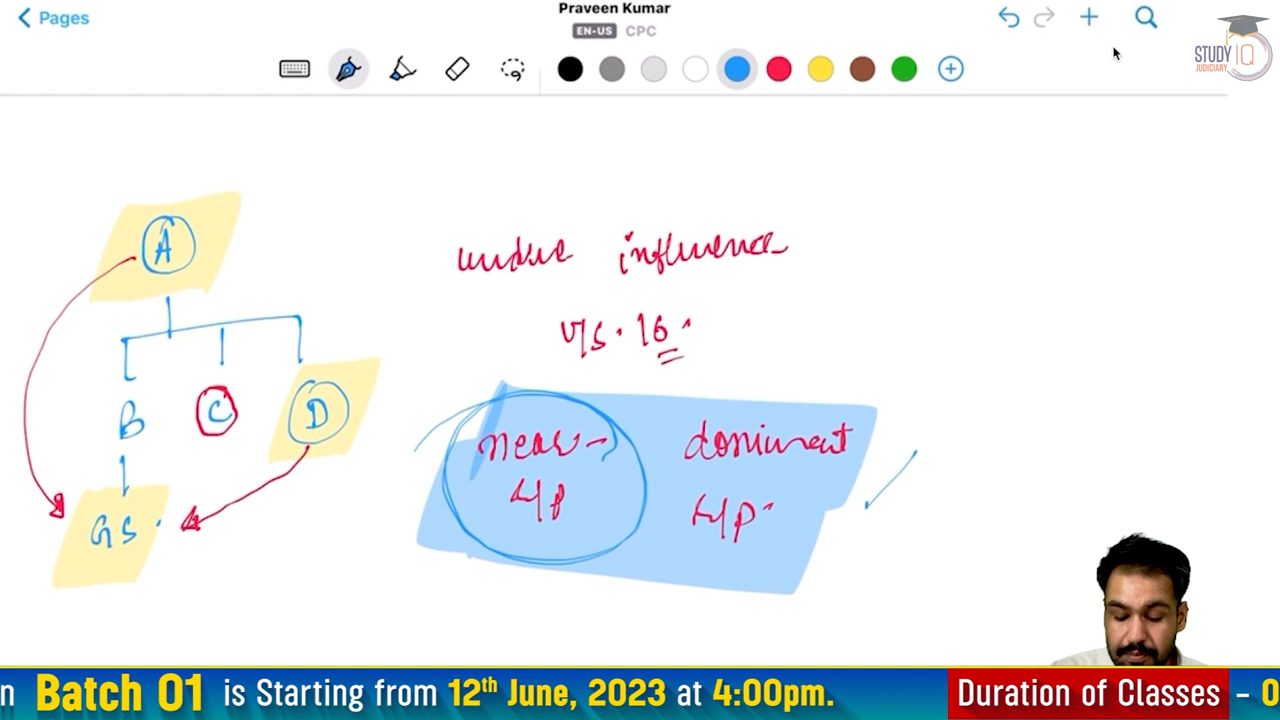 Pages
Praveen Kumar
EN-US CPC
STUDY IQ
JUDICIARY
A
B C D
GS.
undue influence
u/s. 16.
near- dominant
r/p r/p.
n Batch 01 is Starting from 12th June, 2023 at 4:00pm.
Duration of Classes - 0